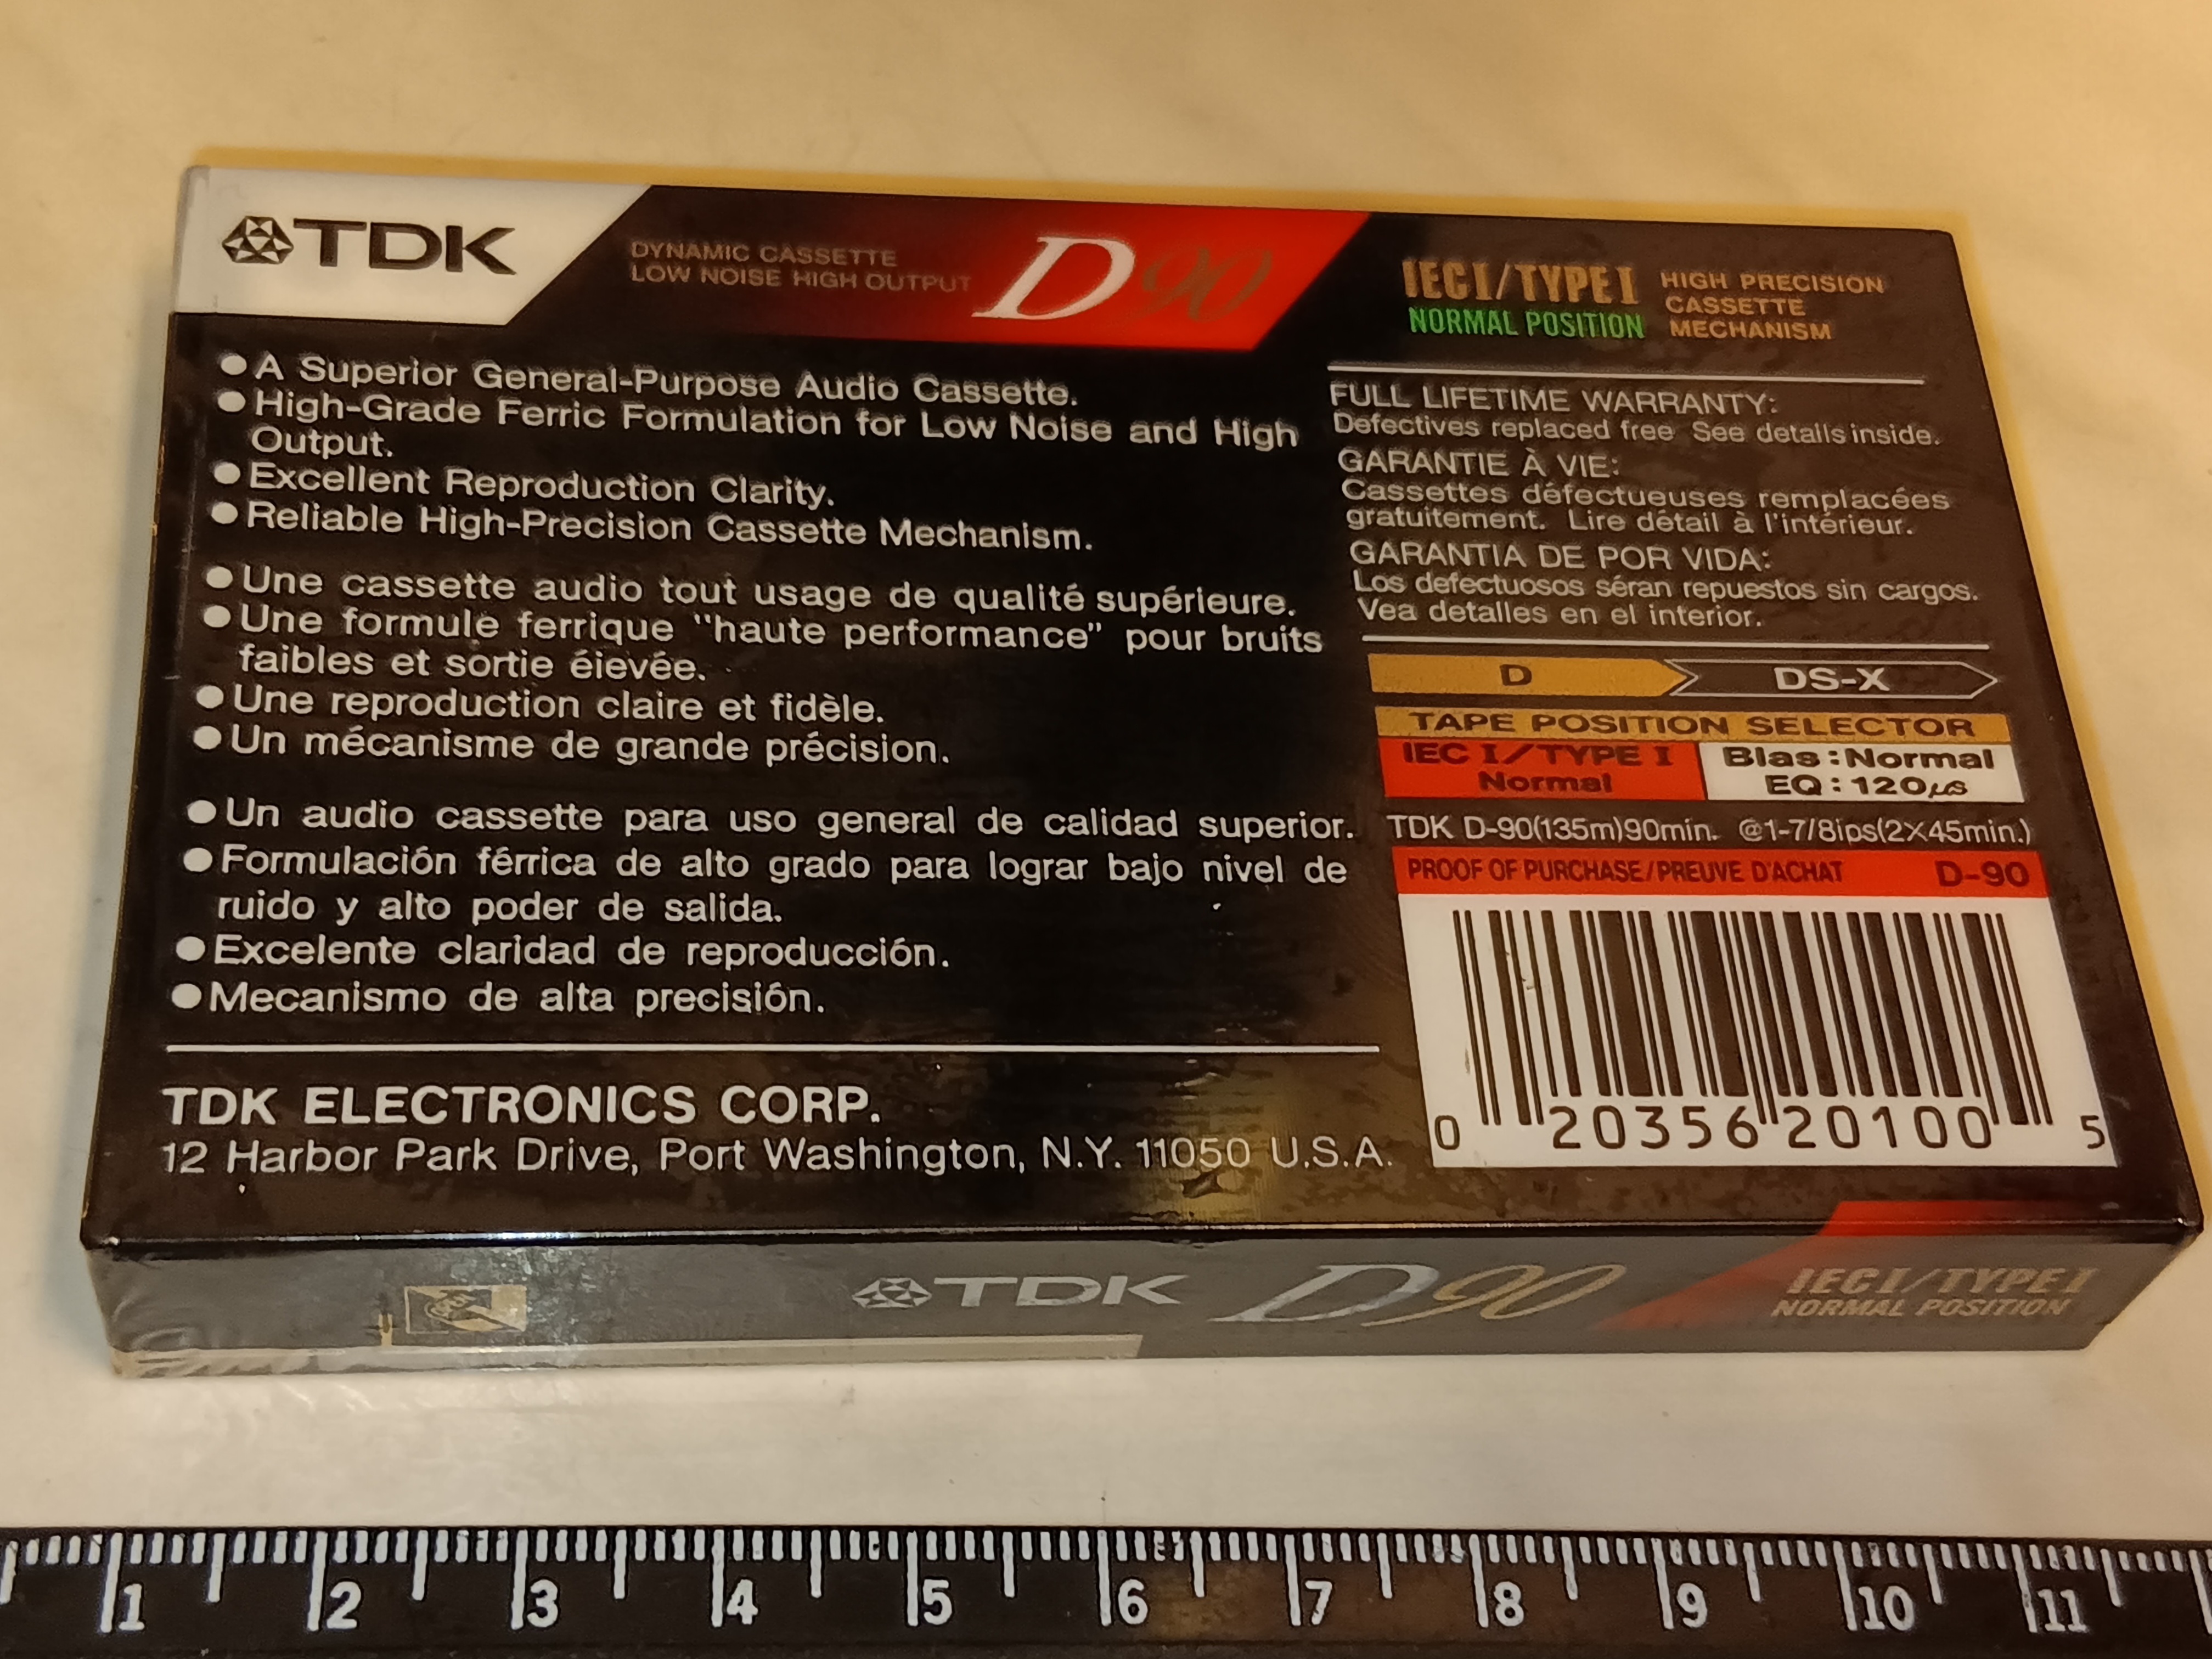 TDK
DYNAMIC CASSETTE
LOW NOISE HIGH OUTPUT
D90
IEC I/TYPE I
NORMAL POSITION
HIGH PRECISION
CASSETTE
MECHANISM
● A Superior General-Purpose Audio Cassette.
● High-Grade Ferric Formulation for Low Noise and High
Output.
● Excellent Reproduction Clarity.
● Reliable High-Precision Cassette Mechanism.
● Une cassette audio tout usage de qualité supérieure.
● Une formule ferrique "haute performance" pour bruits
faibles et sortie éievée.
● Une reproduction claire et fidèle.
● Un mécanisme de grande précision.
● Un audio cassette para uso general de calidad superior.
● Formulación férrica de alto grado para lograr bajo nivel de
ruido y alto poder de salida.
● Excelente claridad de reproducción.
● Mecanismo de alta precisión.
TDK ELECTRONICS CORP.
12 Harbor Park Drive, Port Washington, N.Y. 11050 U.S.A.
FULL LIFETIME WARRANTY:
Defectives replaced free See details inside.
GARANTIE À VIE:
Cassettes défectueuses remplacées
gratuitement. Lire détail à l'intérieur.
GARANTIA DE POR VIDA:
Los defectuosos séran repuestos sin cargos.
Vea detalles en el interior.
D DS-X
TAPE POSITION SELECTOR
IEC I/TYPE I
Normal
Bias:Normal
EQ:120μs
TDK D-90(135m)90min. @1-7/8ips(2X45min.)
PROOF OF PURCHASE/PREUVE D'ACHAT D-90
0 20356 20100 5
TDK D90
IEC I/TYPE I
NORMAL POSITION
1 2 3 4 5 6 7 8 9 10 11